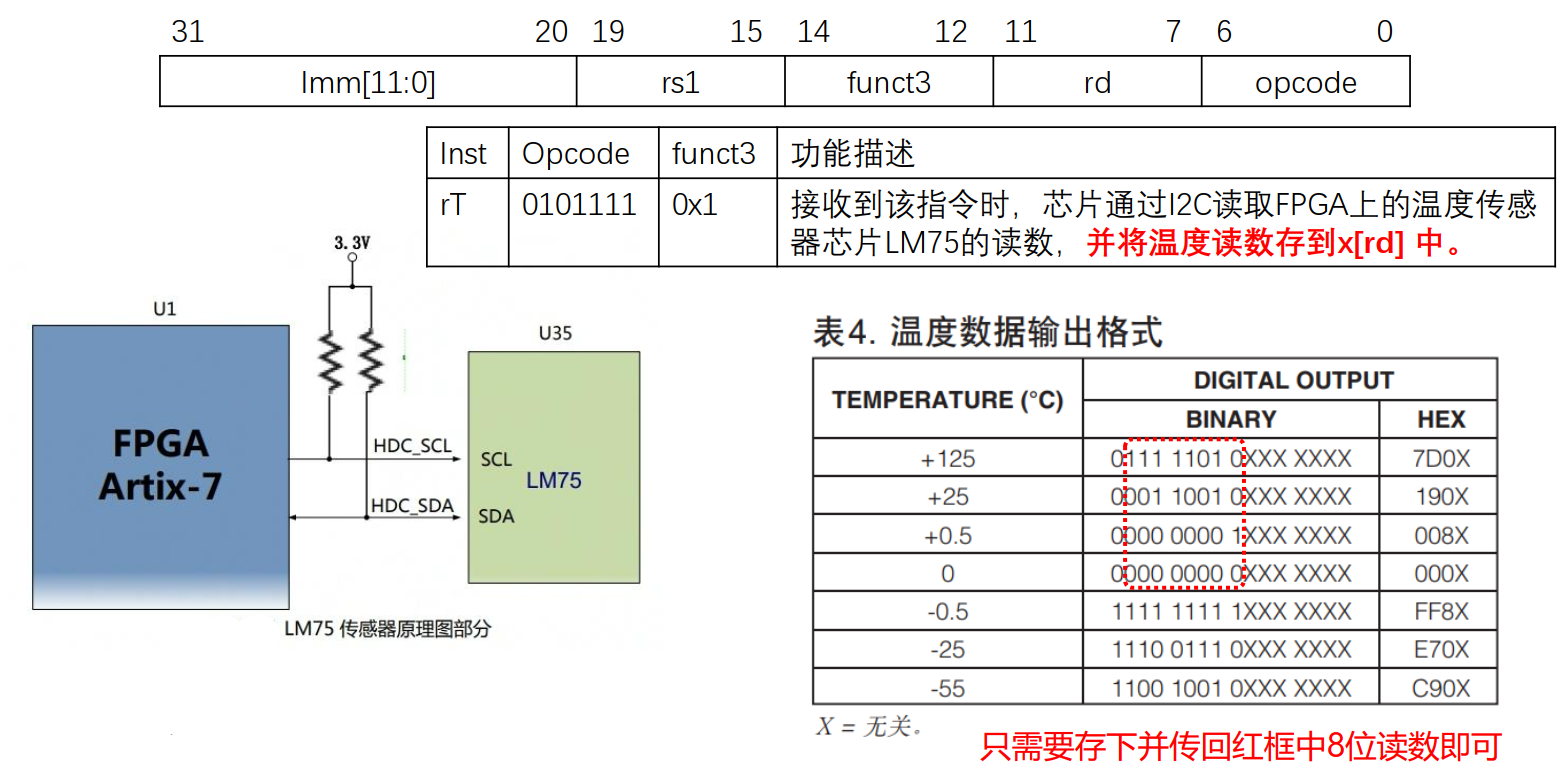 31 20 19 15 14 12 11 7 6 0
Imm[11:0] rs1 funct3 rd opcode
Inst Opcode funct3 功能描述
rT 0101111 0x1 接收到该指令时，芯片通过I2C读取FPGA上的温度传感
器芯片LM75的读数，并将温度读数存到x[rd] 中。
3.3V
U1
U35
FPGA
Artix-7
HDC_SCL
SCL
LM75
HDC_SDA
SDA
LM75 传感器原理图部分
表4. 温度数据输出格式
TEMPERATURE (°C) DIGITAL OUTPUT
BINARY HEX
+125 0111 1101 0XXX XXXX 7D0X
+25 0001 1001 0XXX XXXX 190X
+0.5 0000 0000 1XXX XXXX 008X
0 0000 0000 0XXX XXXX 000X
-0.5 1111 1111 1XXX XXXX FF8X
-25 1110 0111 0XXX XXXX E70X
-55 1100 1001 0XXX XXXX C90X
X = 无关。
只需要存下并传回红框中8位读数即可